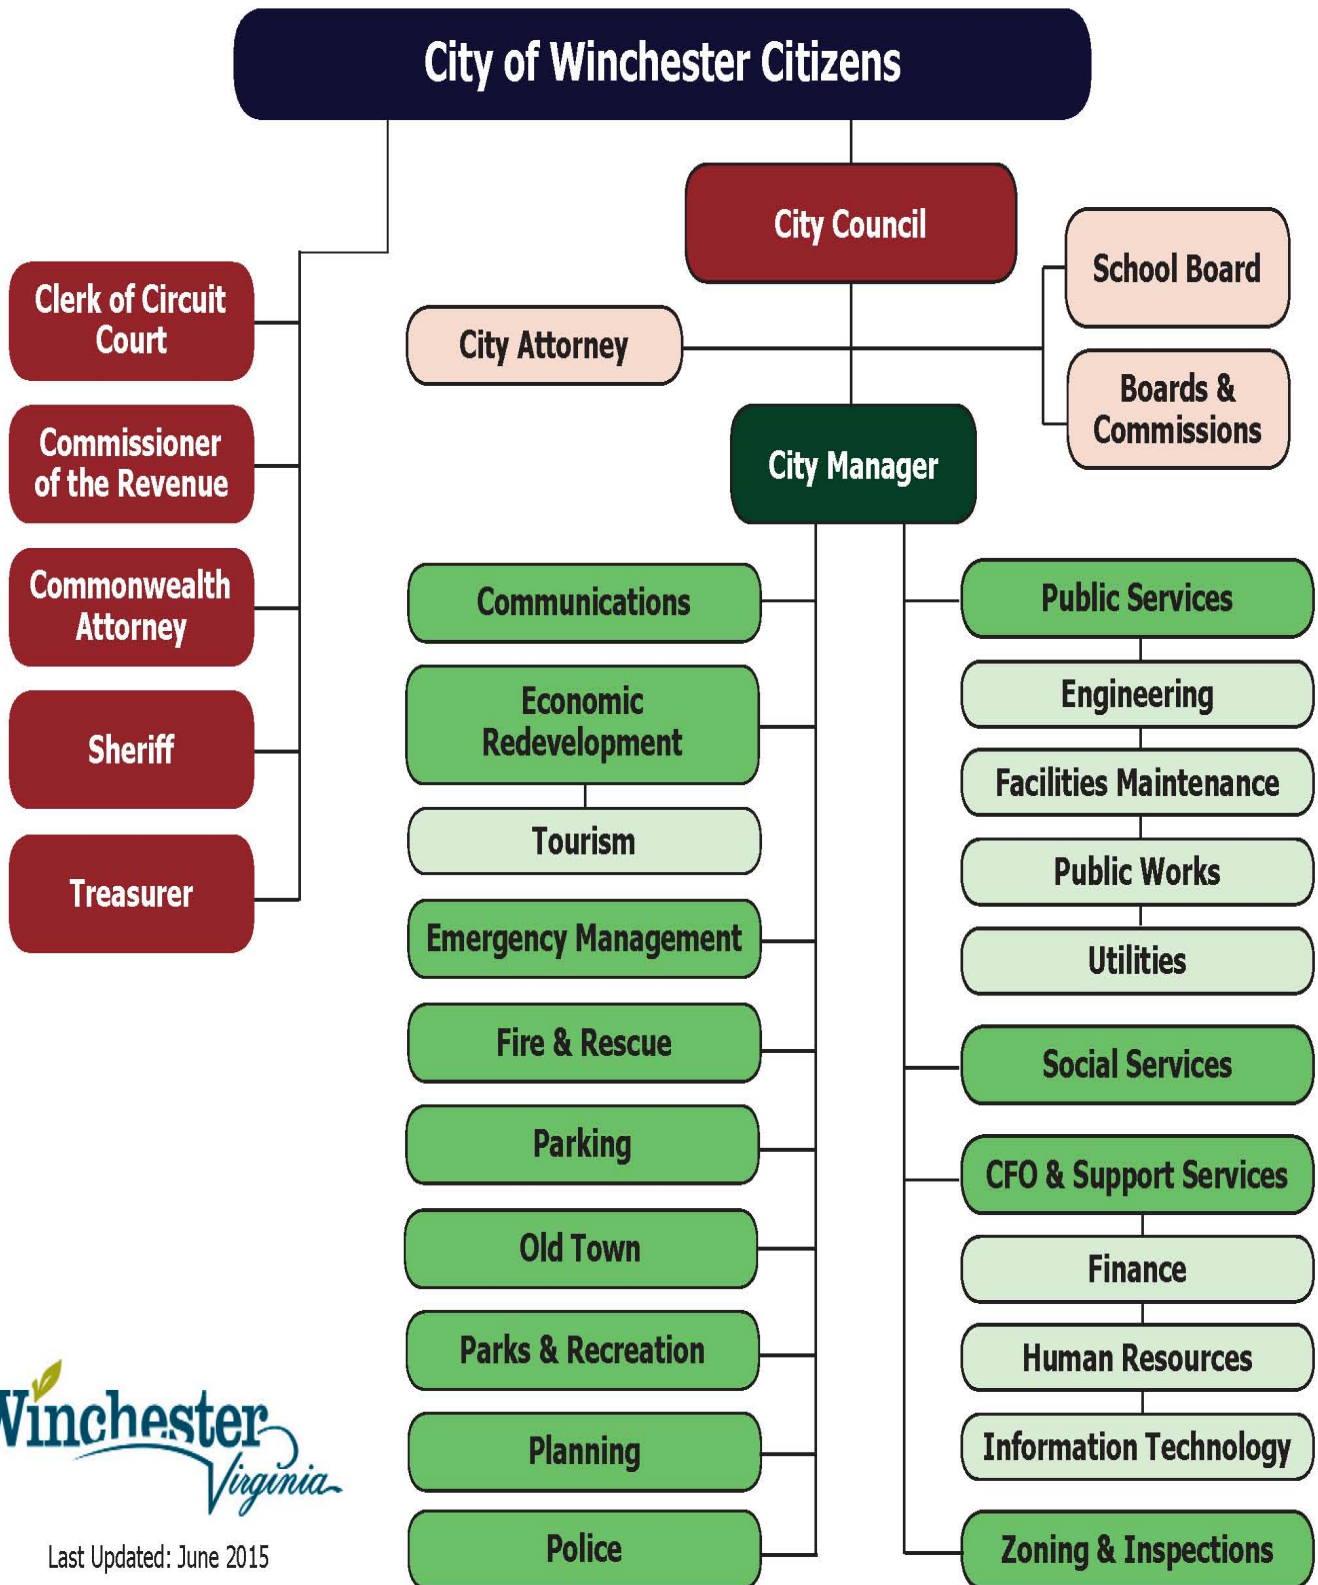 City of Winchester Citizens
City Council
School Board
City Attorney
Boards &
Commissions
City Manager
Clerk of Circuit
Court
Commissioner
of the Revenue
Commonwealth
Attorney
Sheriff
Treasurer
Communications
Economic
Redevelopment
Tourism
Emergency Management
Fire & Rescue
Parking
Old Town
Parks & Recreation
Planning
Police
Public Services
Engineering
Facilities Maintenance
Public Works
Utilities
Social Services
CFO & Support Services
Finance
Human Resources
Information Technology
Zoning & Inspections
Winchester
Virginia
Last Updated: June 2015